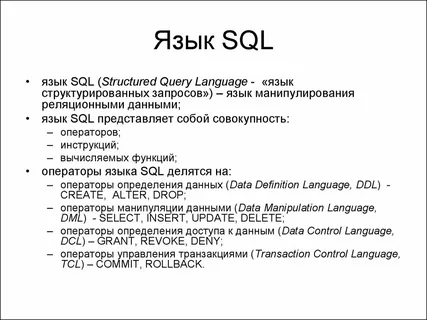 Язык SQL
• язык SQL (Structured Query Language - «язык
структурированных запросов») – язык манипулирования
реляционными данными;
• язык SQL представляет собой совокупность:
– операторов;
– инструкций;
– вычисляемых функций;
• операторы языка SQL делятся на:
– операторы определения данных (Data Definition Language, DDL) -
CREATE, ALTER, DROP;
– операторы манипуляции данными (Data Manipulation Language,
DML) - SELECT, INSERT, UPDATE, DELETE;
– операторы определения доступа к данным (Data Control Language,
DCL) – GRANT, REVOKE, DENY;
– операторы управления транзакциями (Transaction Control Language,
TCL) – COMMIT, ROLLBACK.